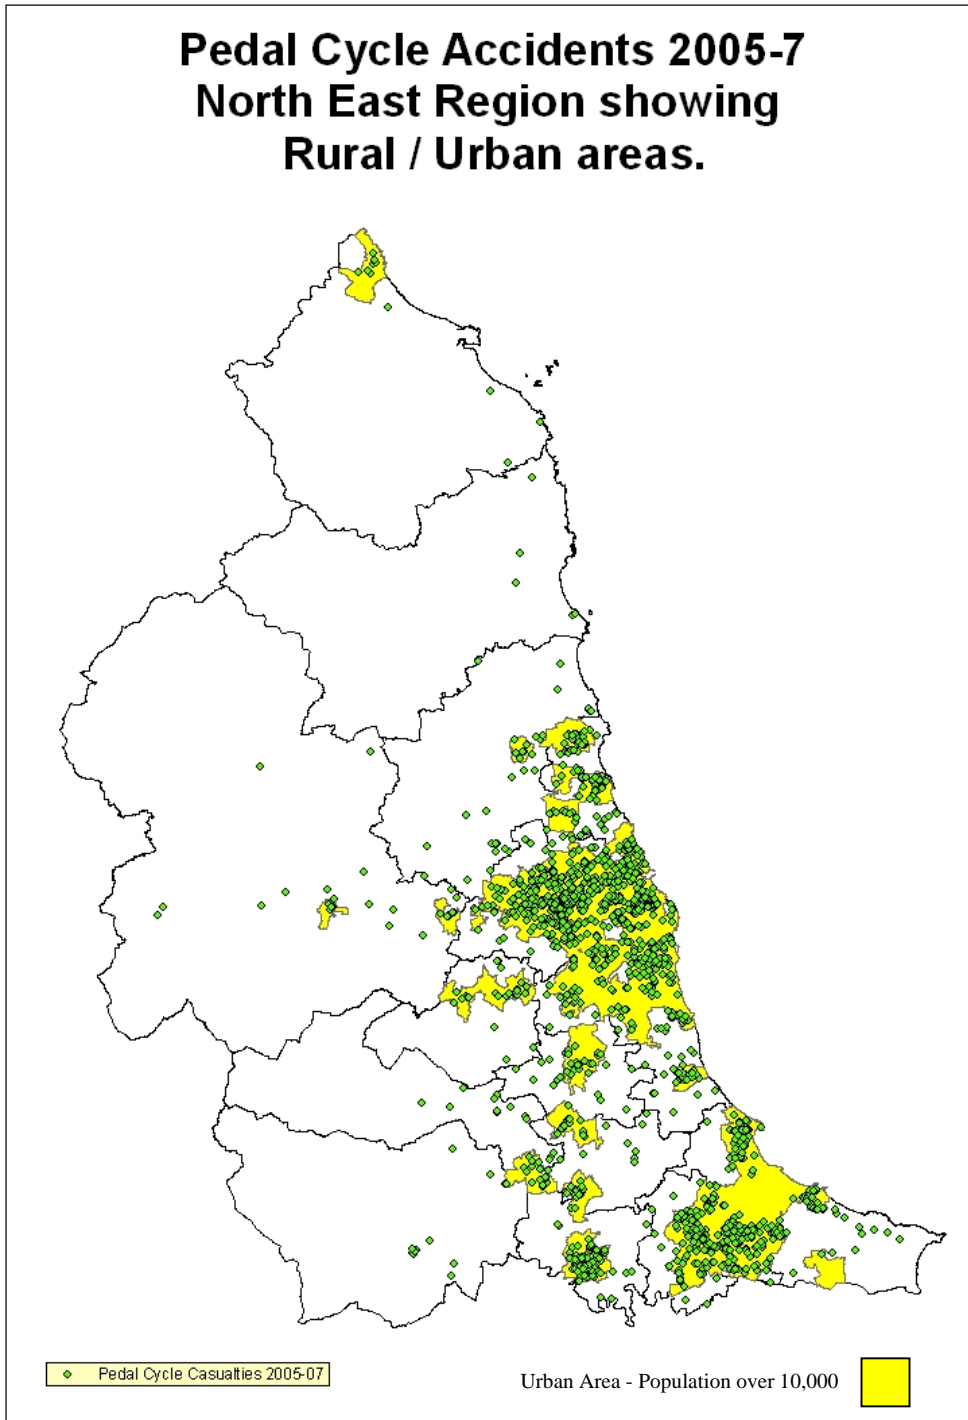 Pedal Cycle Accidents 2005-7
North East Region showing
Rural / Urban areas.
Pedal Cycle Casualties 2005-07
Urban Area - Population over 10,000